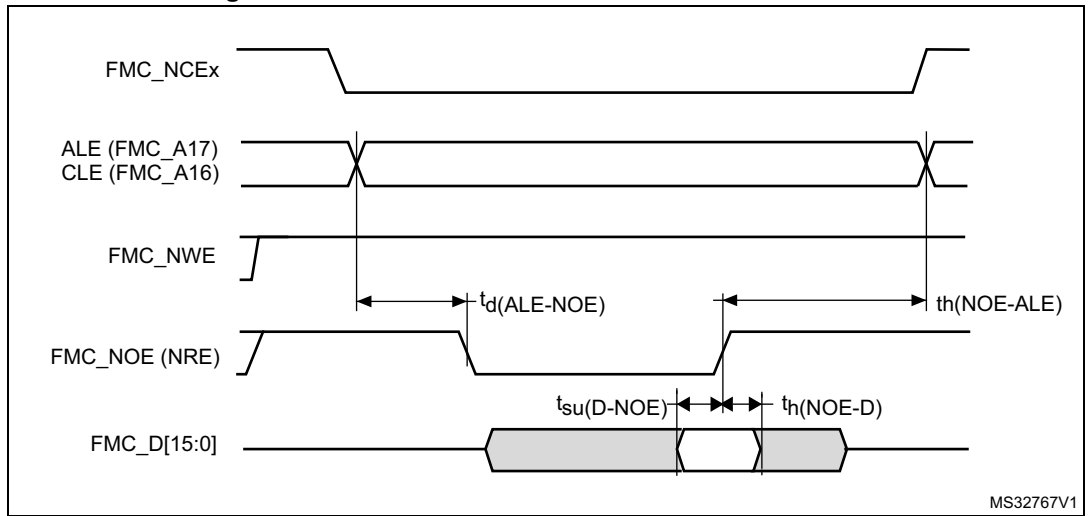 FMC_NCEx
ALE (FMC_A17)
CLE (FMC_A16)
FMC_NWE
td(ALE-NOE)
th(NOE-ALE)
FMC_NOE (NRE)
tsu(D-NOE)
th(NOE-D)
FMC_D[15:0]
MS32767V1